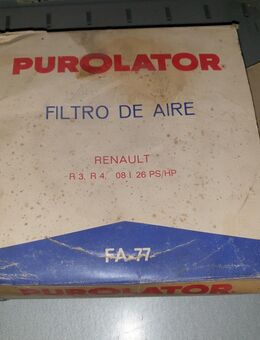 PUROLATOR
FILTRO DE AIRE
RENAULT
R 3, R 4, 08 l 26 PS/HP
FA-77
PUROLATOR